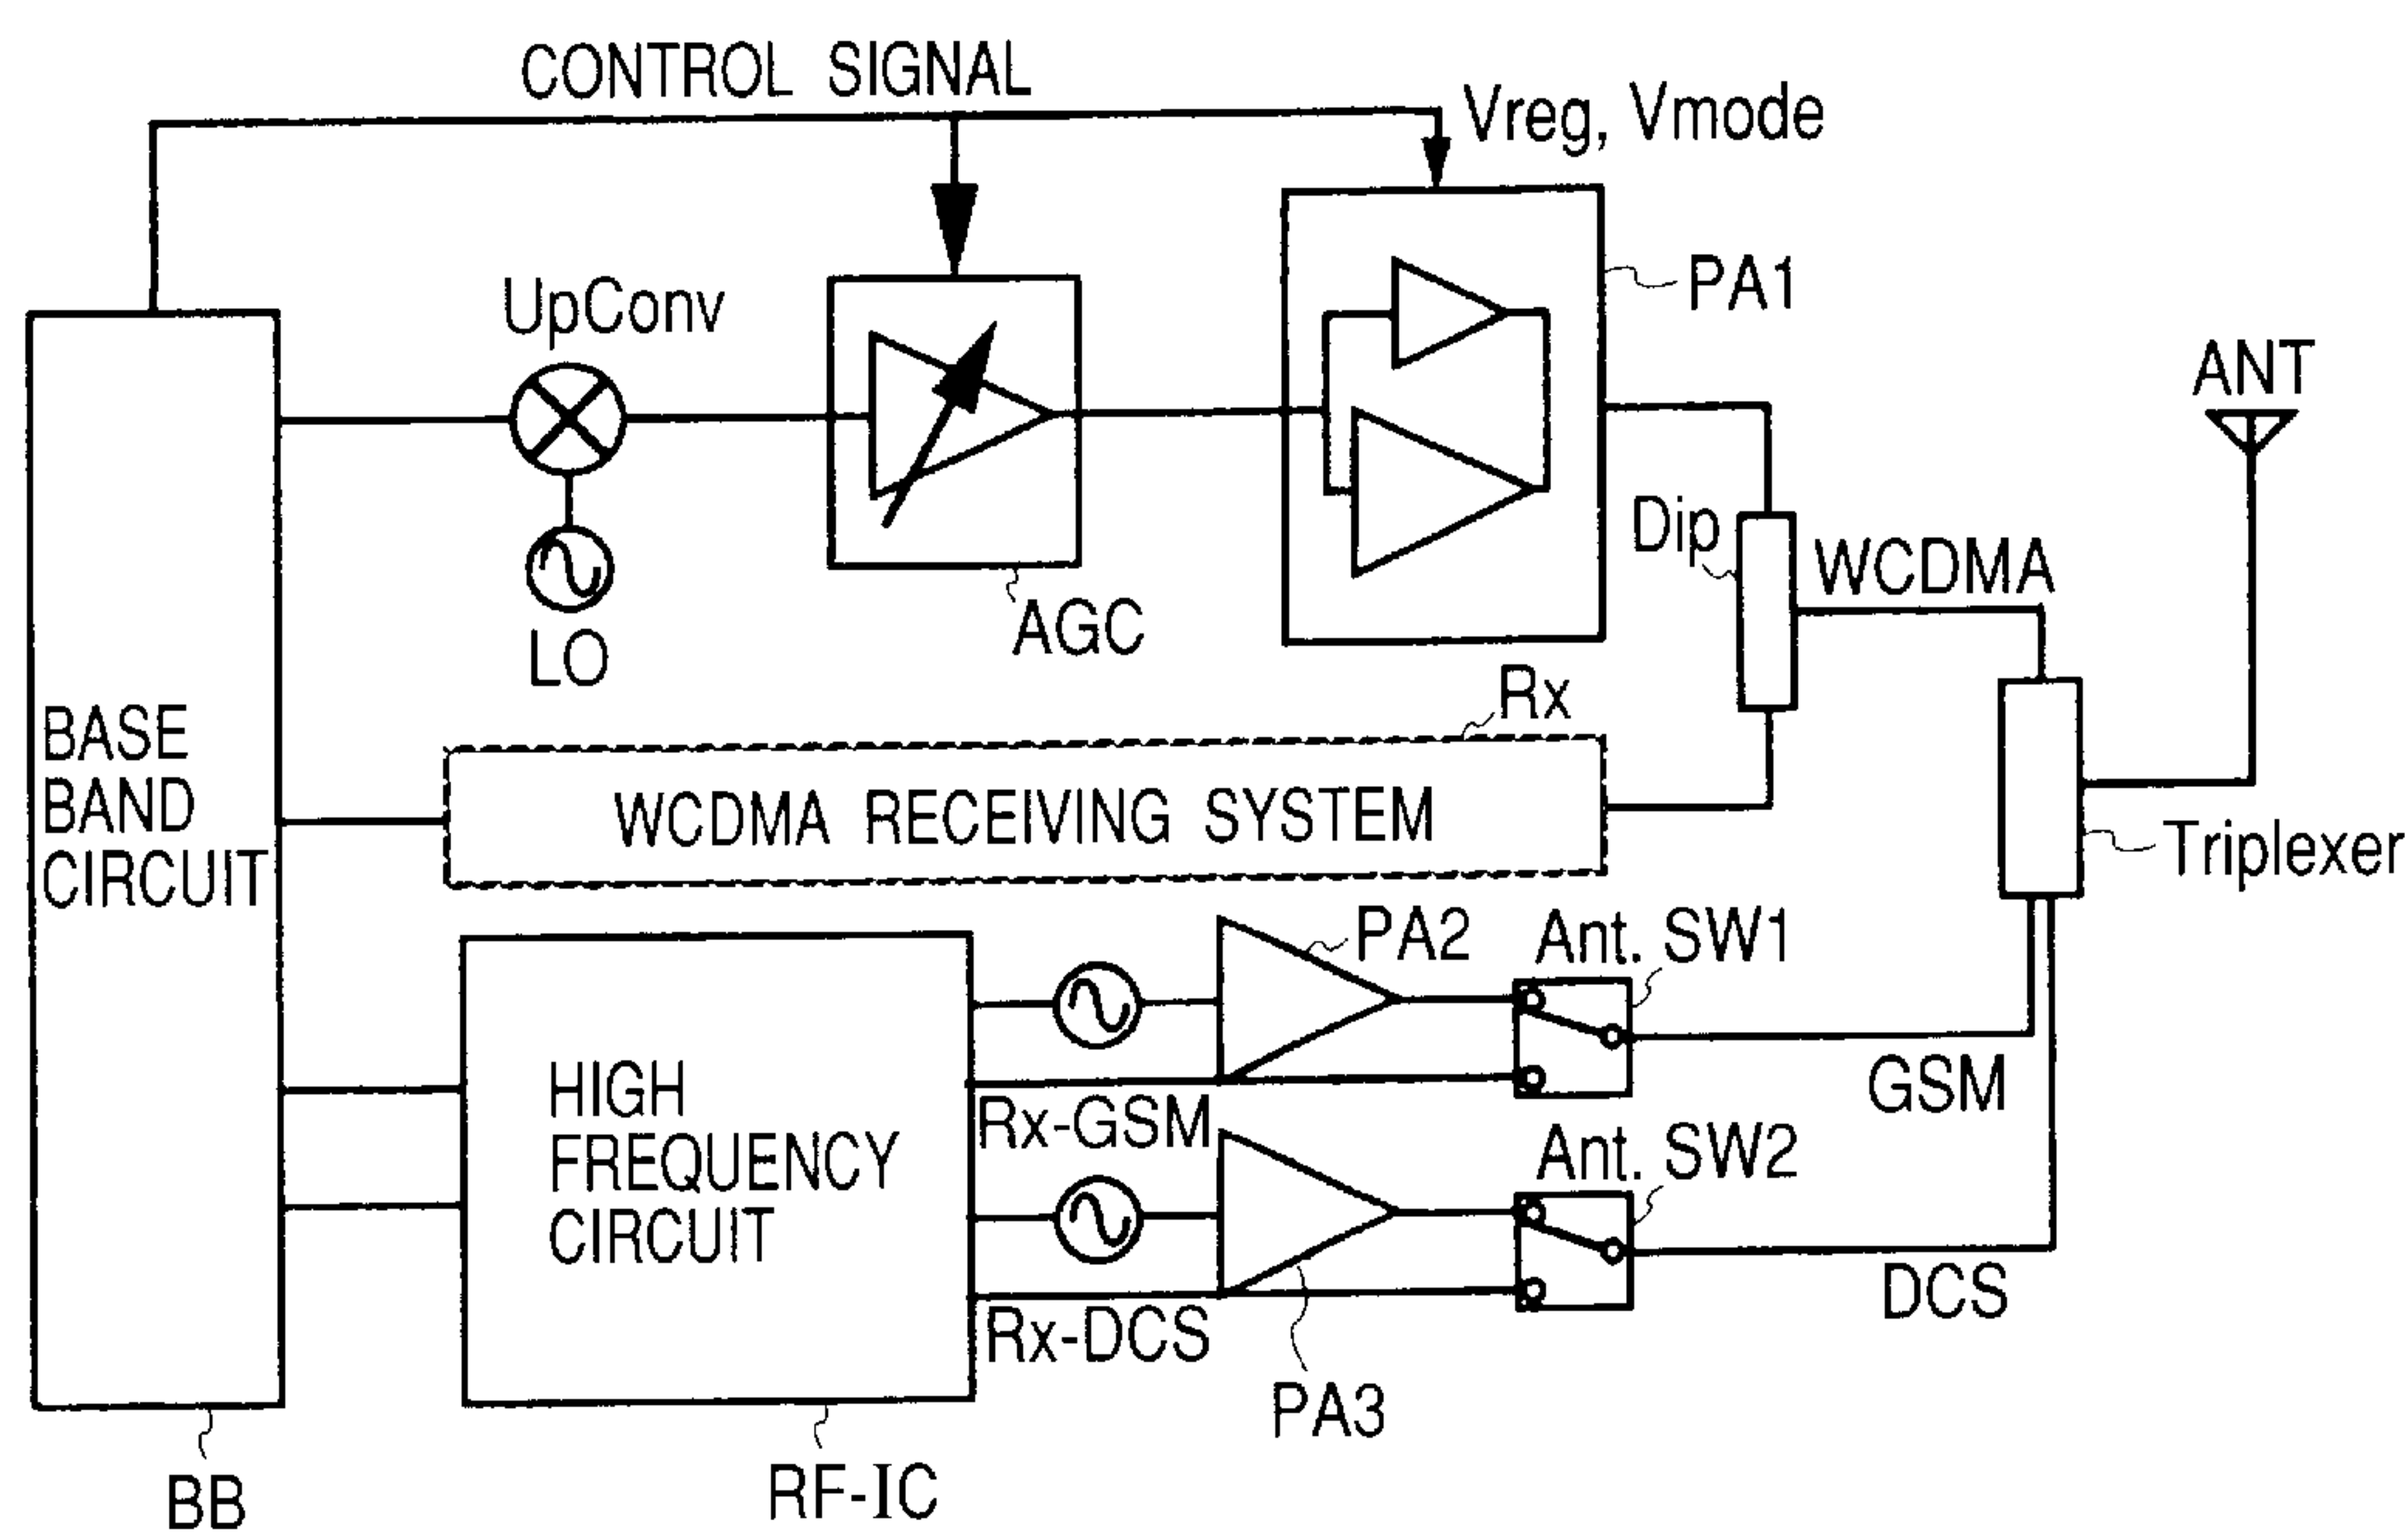 CONTROL SIGNAL
Vreg, Vmode
UpConv
PA1
ANT
LO
AGC
Dip
WCDMA
Rx
BASE
BAND
CIRCUIT
WCDMA RECEIVING SYSTEM
Triplexer
PA2
Ant. SW1
HIGH
FREQUENCY
CIRCUIT
Rx-GSM
GSM
Ant. SW2
Rx-DCS
DCS
PA3
BB
RF-IC